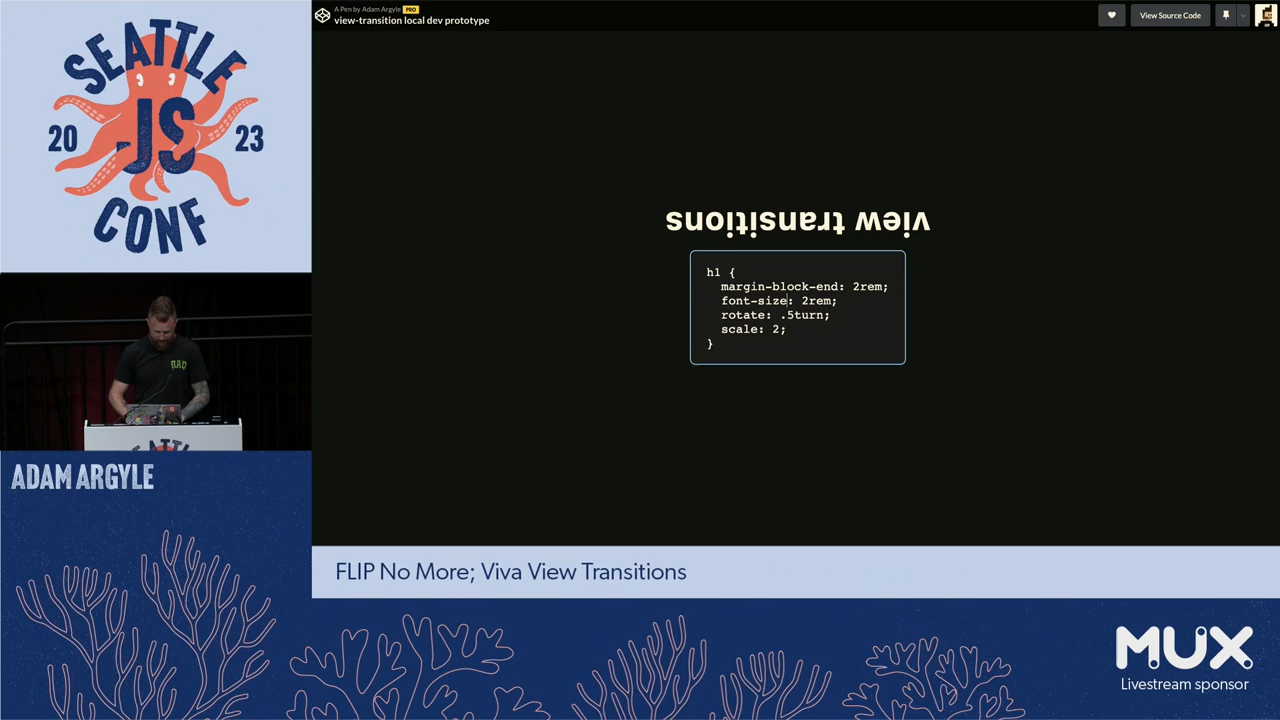 SEATTLE
JS
20 23
CONF
A Pen by Adam Argyle PRO
view-transition local dev prototype
View Source Code
view transitions
h1 {
margin-block-end: 2rem;
font-size: 2rem;
rotate: .5turn;
scale: 2;
}
RAD
SEATTLE
ADAM ARGYLE
FLIP No More; Viva View Transitions
MUX
Livestream sponsor